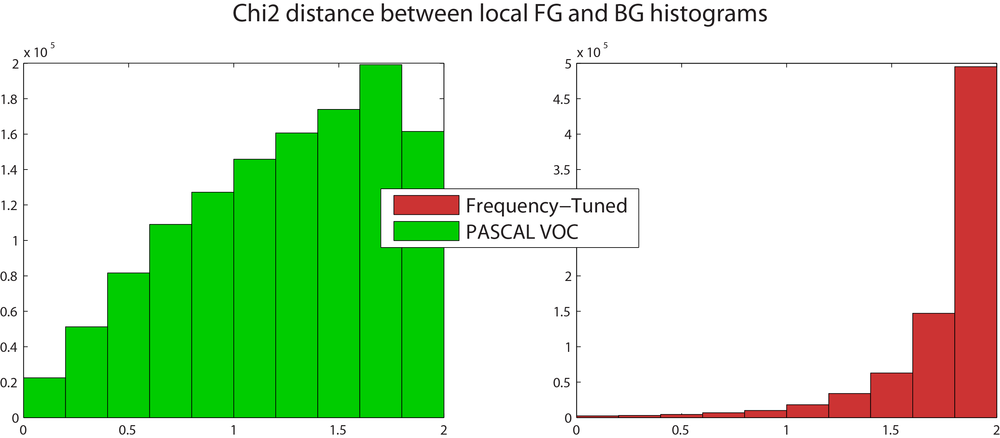 Chi2 distance between local FG and BG histograms
x 10 5
2
1.8
1.6
1.4
1.2
1
0.8
0.6
0.4
0.2
0
0 0.5 1 1.5 2
Frequency–Tuned
PASCAL VOC
x 10 5
5
4.5
4
3.5
2
1.5
1
0.5
0
0 0.5 1 1.5 2